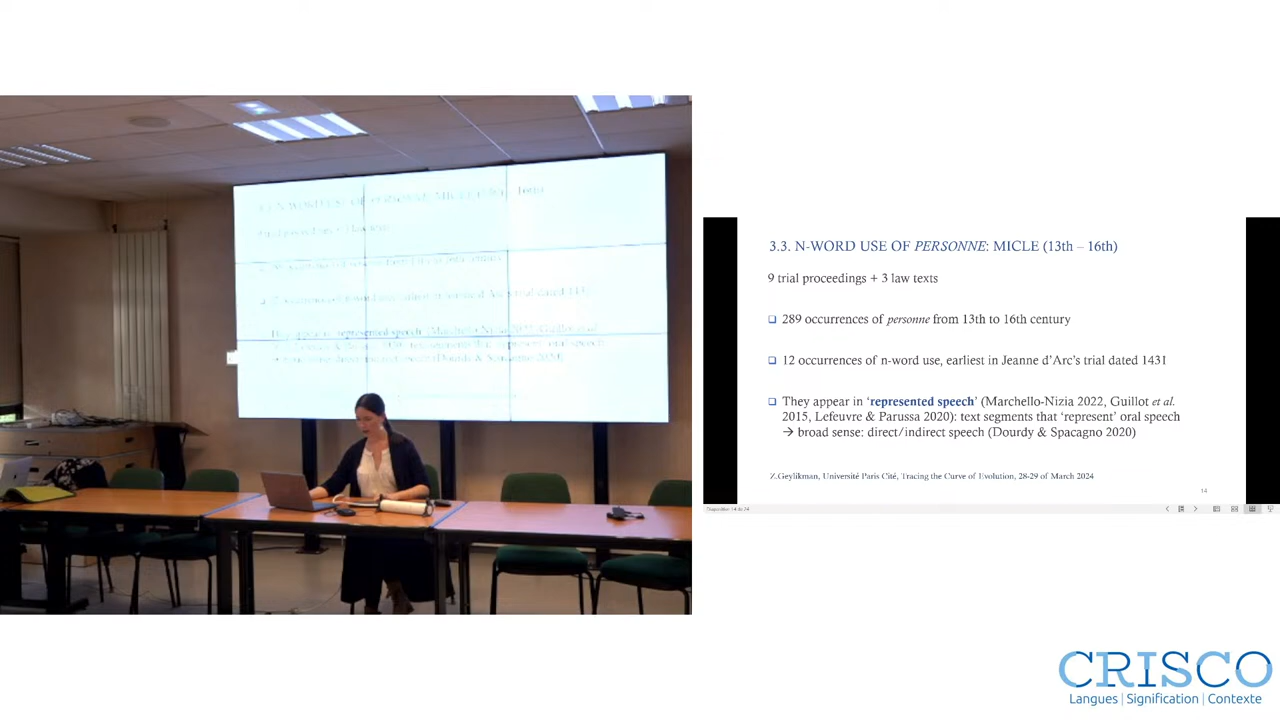 3.3. N-WORD USE OF PERSONNE: MICLE (13th – 16th)
9 trial proceedings + 3 law texts
❑ 289 occurrences of personne from 13th to 16th century
❑ 12 occurrences of n-word use, earliest in Jeanne d'Arc's trial dated 1431
❑ They appear in 'represented speech' (Marchello-Nizia 2022, Guillot et al.
2015, Lefeuvre & Parussa 2020): text segments that 'represent' oral speech
→ broad sense: direct/indirect speech (Dourdy & Spacagno 2020)
Z.Geylikman, Université Paris Cité, Tracing the Curve of Evolution, 28-29 of March 2024
14
CRISCO
Langues | Signification | Contexte